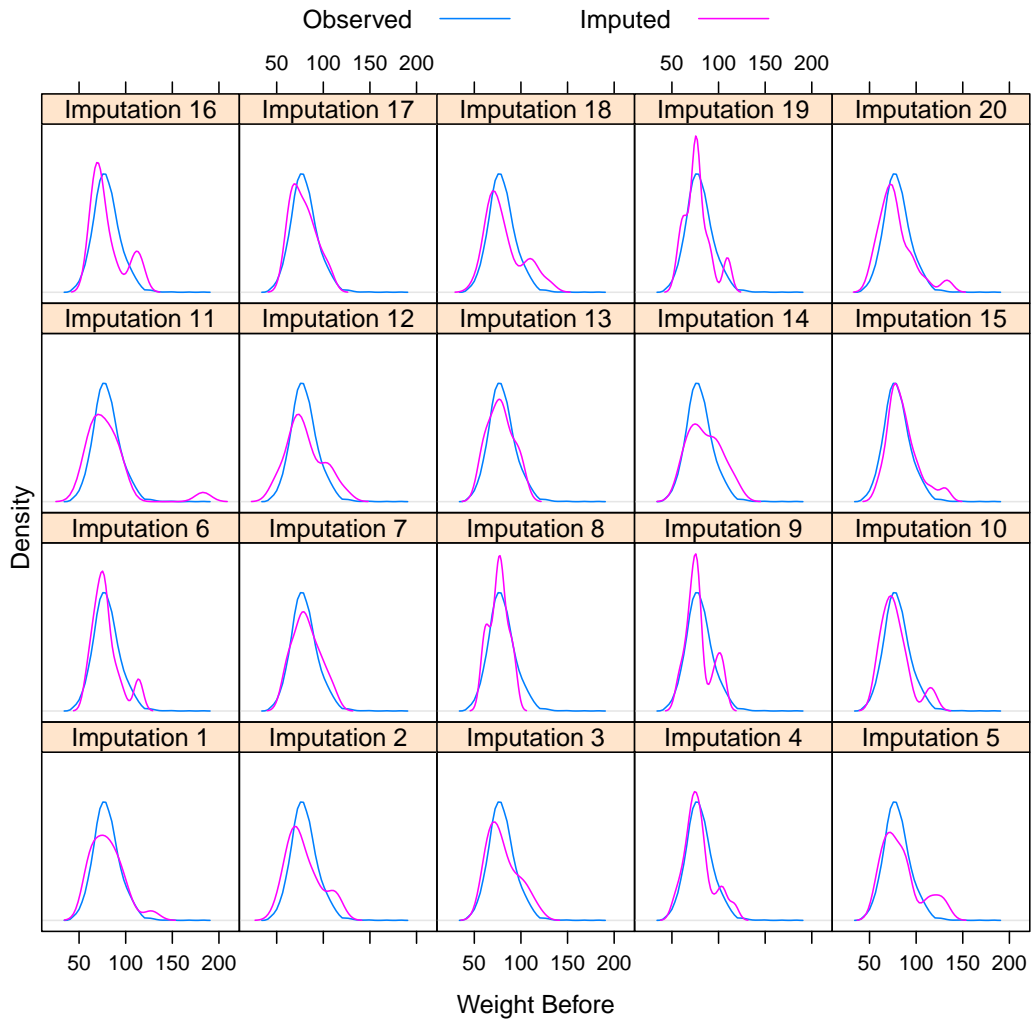 Observed Imputed
50 100 150 200 50 100 150 200
Imputation 16 Imputation 17 Imputation 18 Imputation 19 Imputation 20
Imputation 11 Imputation 12 Imputation 13 Imputation 14 Imputation 15
Density
Imputation 6 Imputation 7 Imputation 8 Imputation 9 Imputation 10
Imputation 1 Imputation 2 Imputation 3 Imputation 4 Imputation 5
50 100 150 200 50 100 150 200 50 100 150 200
Weight Before